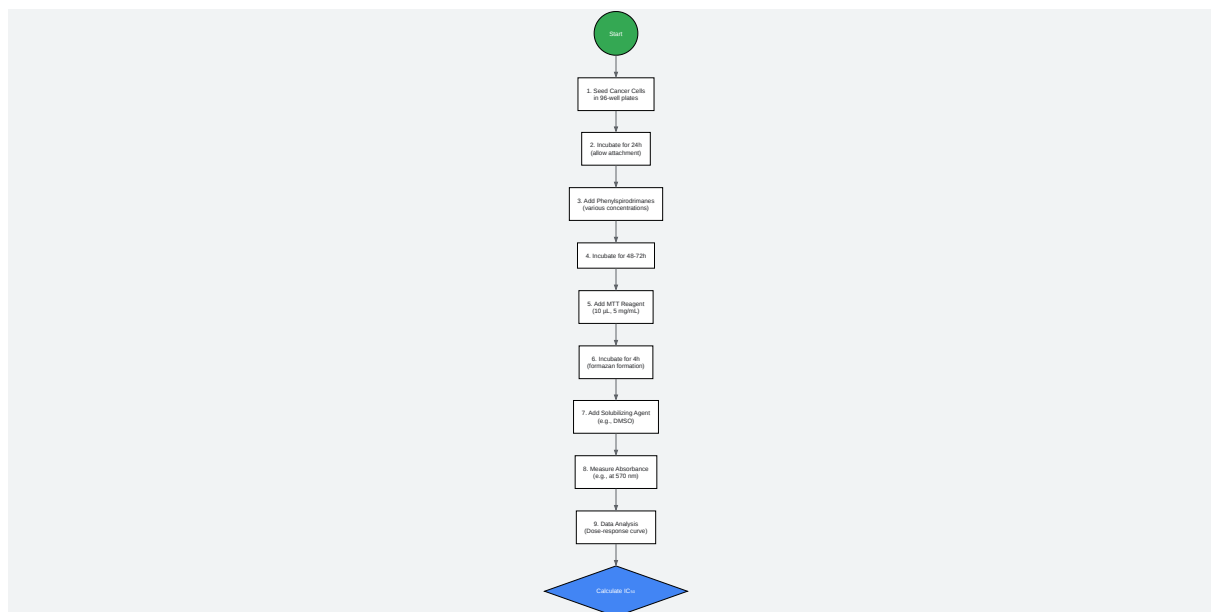 Start
1. Seed Cancer Cells
in 96-well plates
2. Incubate for 24h
(allow attachment)
3. Add Phenylspirodrimanes
(various concentrations)
4. Incubate for 48-72h
5. Add MTT Reagent
(10 µL, 5 mg/mL)
6. Incubate for 4h
(formazan formation)
7. Add Solubilizing Agent
(e.g., DMSO)
8. Measure Absorbance
(e.g., at 570 nm)
9. Data Analysis
(Dose-response curve)
Calculate IC₅₀